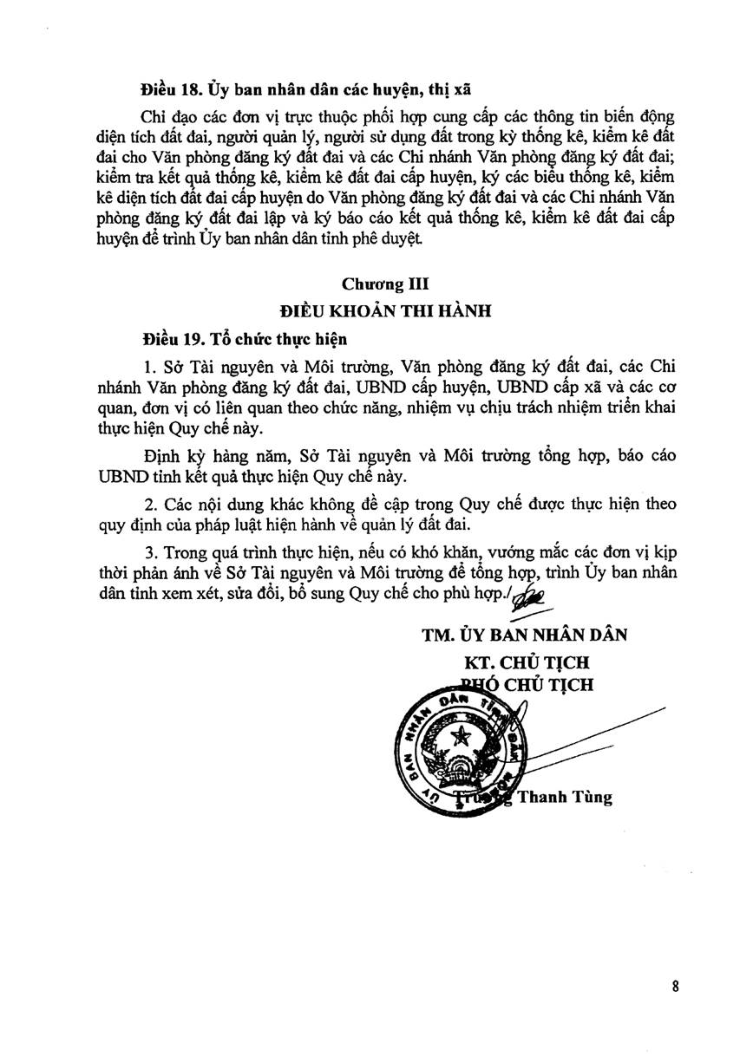 Điều 18. Ủy ban nhân dân các huyện, thị xã
Chỉ đạo các đơn vị trực thuộc phối hợp cung cấp các thông tin biến động
diện tích đất đai, người quản lý, người sử dụng đất trong kỳ thống kê, kiểm kê đất
đai cho Văn phòng đăng ký đất đai và các Chi nhánh Văn phòng đăng ký đất đai;
kiểm tra kết quả thống kê, kiểm kê đất đai cấp huyện, ký các biểu thống kê, kiểm
kê diện tích đất đai cấp huyện do Văn phòng đăng ký đất đai và các Chi nhánh Văn
phòng đăng ký đất đai lập và ký báo cáo kết quả thống kê, kiểm kê đất đai cấp
huyện để trình Ủy ban nhân dân tỉnh phê duyệt.
Chương III
ĐIỀU KHOẢN THI HÀNH
Điều 19. Tổ chức thực hiện
1. Sở Tài nguyên và Môi trường, Văn phòng đăng ký đất đai, các Chi
nhánh Văn phòng đăng ký đất đai, UBND cấp huyện, UBND cấp xã và các cơ
quan, đơn vị có liên quan theo chức năng, nhiệm vụ chịu trách nhiệm triển khai
thực hiện Quy chế này.
Định kỳ hàng năm, Sở Tài nguyên và Môi trường tổng hợp, báo cáo
UBND tỉnh kết quả thực hiện Quy chế này.
2. Các nội dung khác không đề cập trong Quy chế được thực hiện theo
quy định của pháp luật hiện hành về quản lý đất đai.
3. Trong quá trình thực hiện, nếu có khó khăn, vướng mắc các đơn vị kịp
thời phản ánh về Sở Tài nguyên và Môi trường để tổng hợp, trình Ủy ban nhân
dân tỉnh xem xét, sửa đổi, bổ sung Quy chế cho phù hợp./.
TM. ỦY BAN NHÂN DÂN
KT. CHỦ TỊCH
PHÓ CHỦ TỊCH
ỦY BAN NHÂN DÂN TỈNH ĐẮK
Trương Thanh Tùng
8